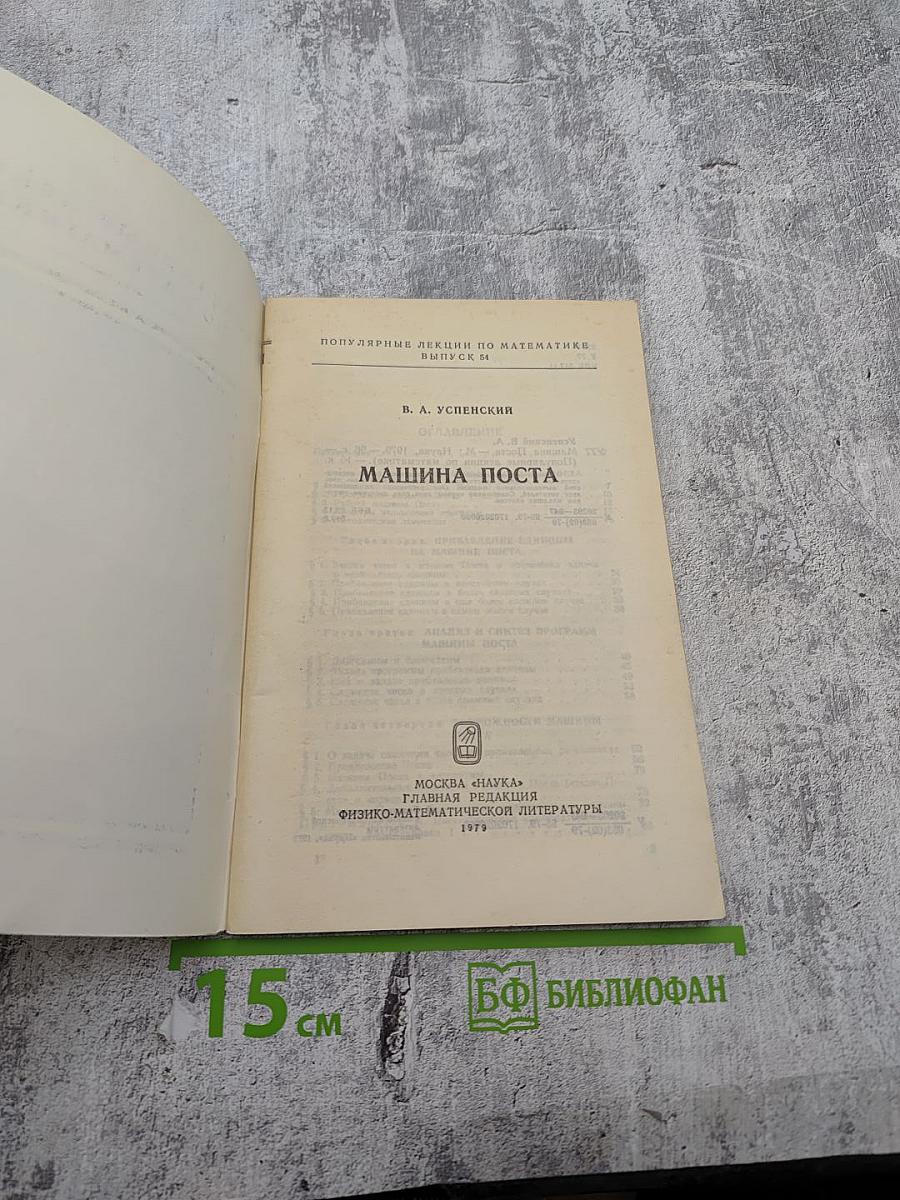 ПОПУЛЯРНЫЕ ЛЕКЦИИ ПО МАТЕМАТИКЕ
ВЫПУСК 54
В. А. УСПЕНСКИЙ
МАШИНА ПОСТА
МОСКВА «НАУКА»
ГЛАВНАЯ РЕДАКЦИЯ
ФИЗИКО-МАТЕМАТИЧЕСКОЙ ЛИТЕРАТУРЫ
1979
15 см
БФ БИБЛИОФАН